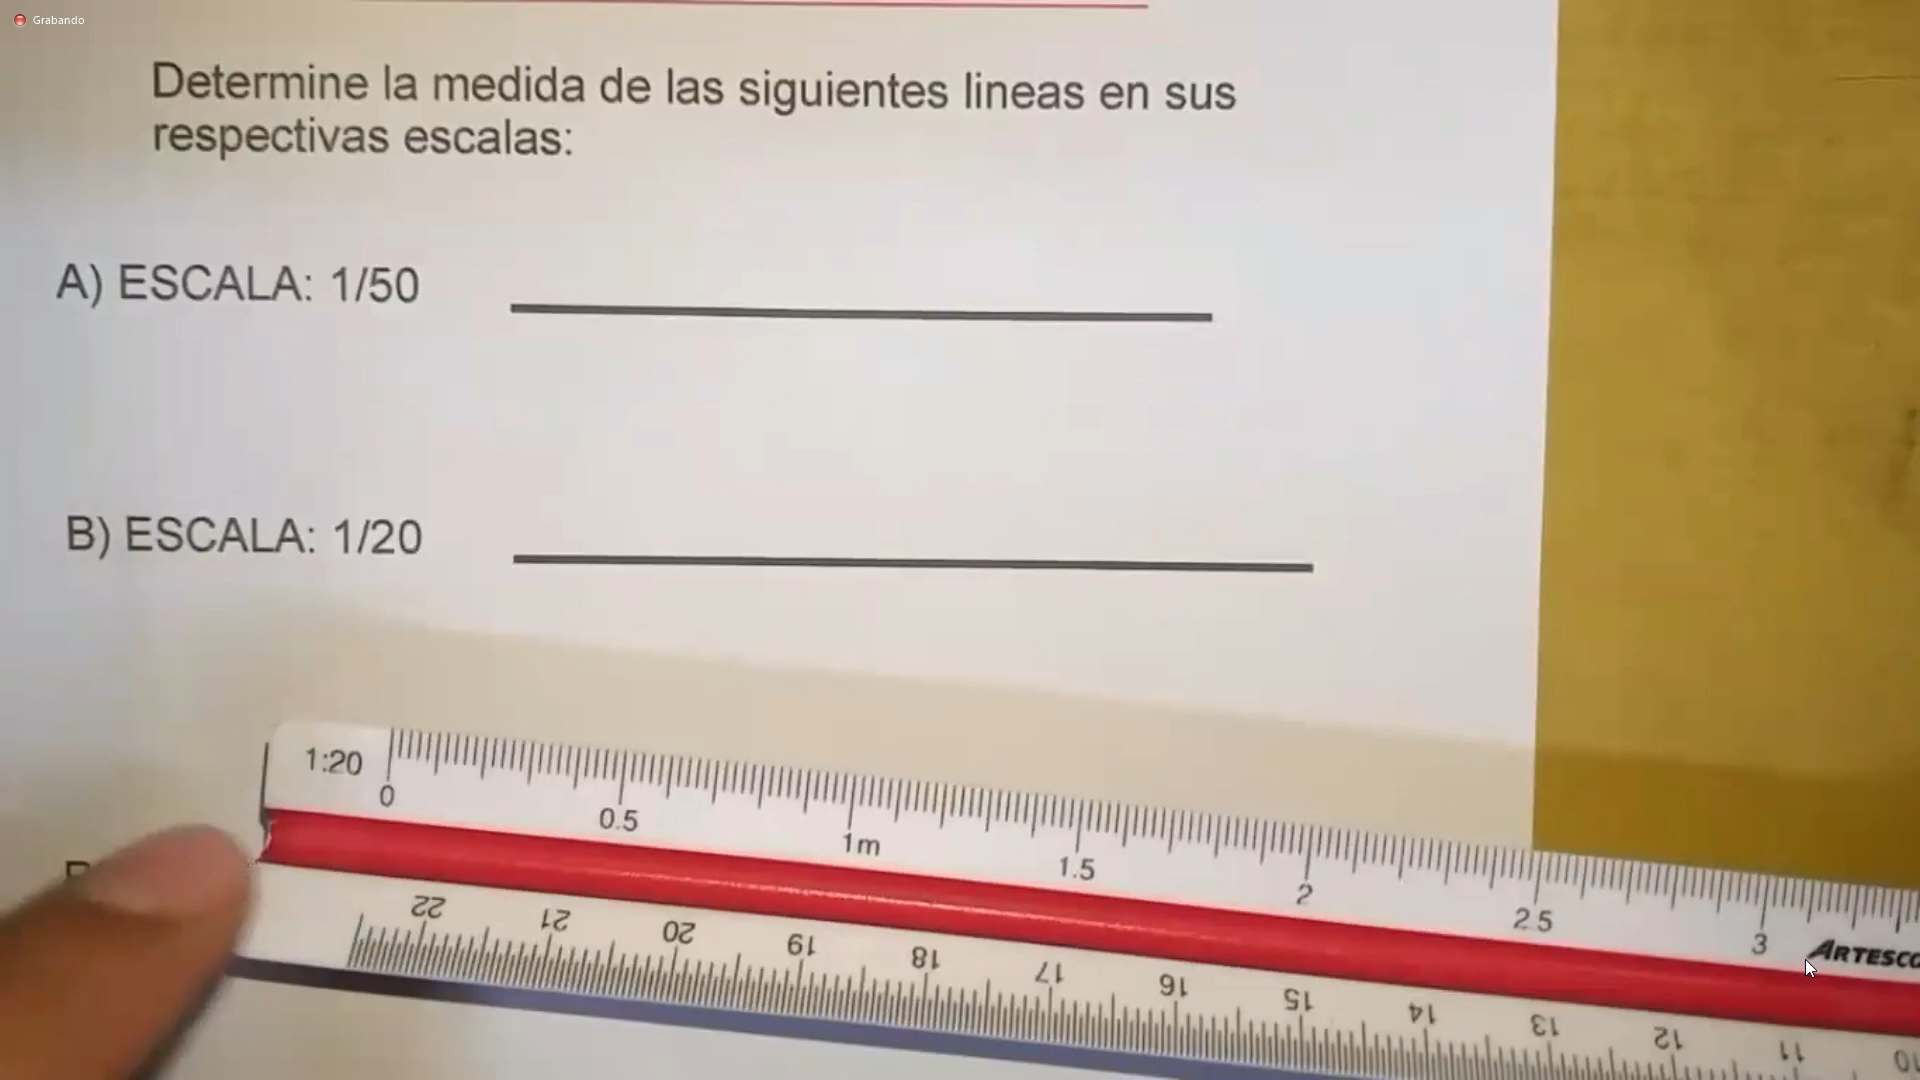 Grabando
Determine la medida de las siguientes lineas en sus
respectivas escalas:
A) ESCALA: 1/50
B) ESCALA: 1/20
1:20
0 0.5 1m 1.5 2 2.5 3 ARTESCO
22 21 20 19 18 17 16 15 14 13 12 11